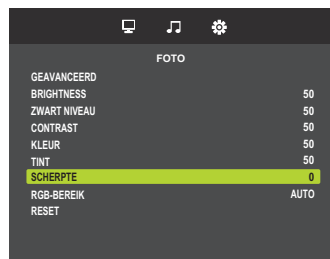 FOTO
GEAVANCEERD
BRIGHTNESS 50
ZWART NIVEAU 50
CONTRAST 50
KLEUR 50
TINT 50
SCHERPTE 0
RGB-BEREIK AUTO
RESET